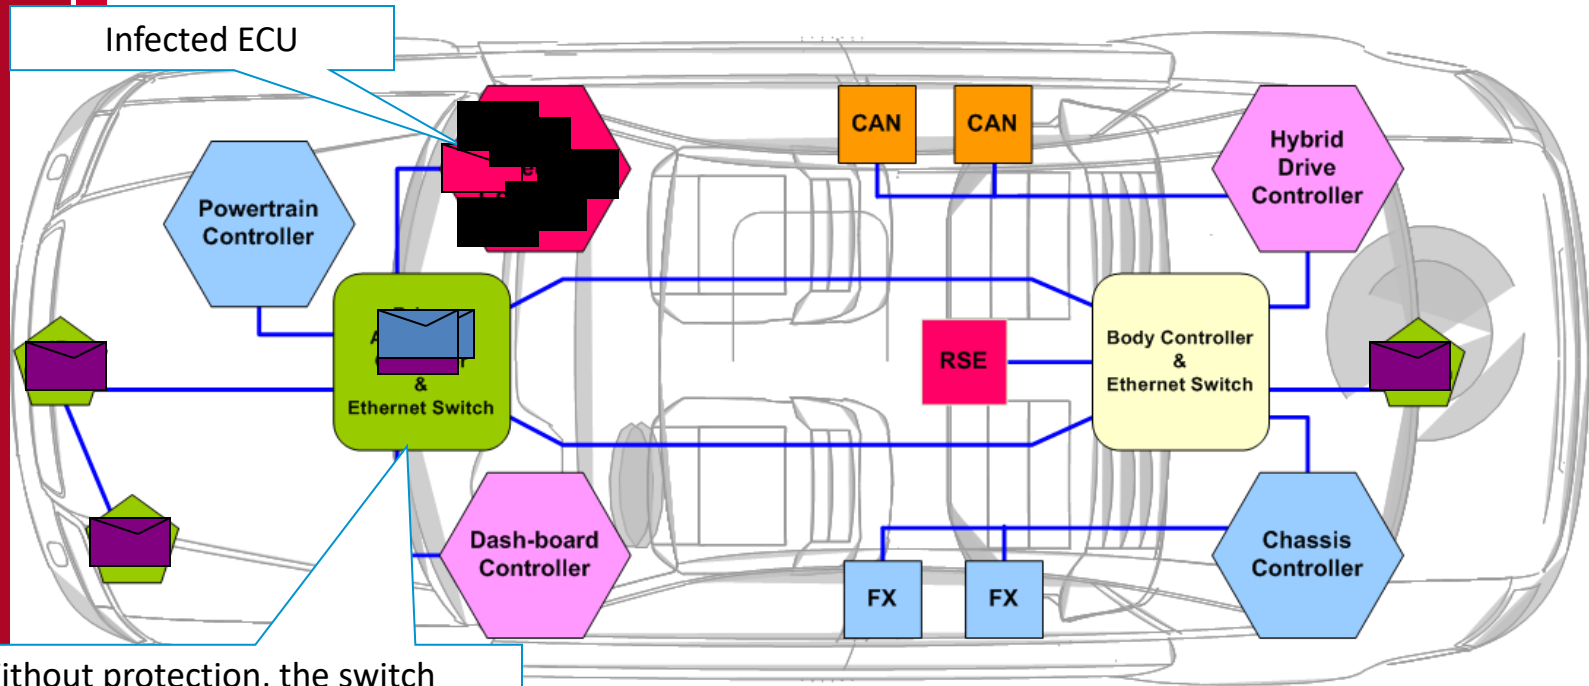 Infected ECU
CAN
CAN
Hybrid
Drive
Controller
Powertrain
Controller
RSE
Body Controller
&
Ethernet Switch
&
Ethernet Switch
Dash-board
Controller
FX
FX
Chassis
Controller
protection, the switch